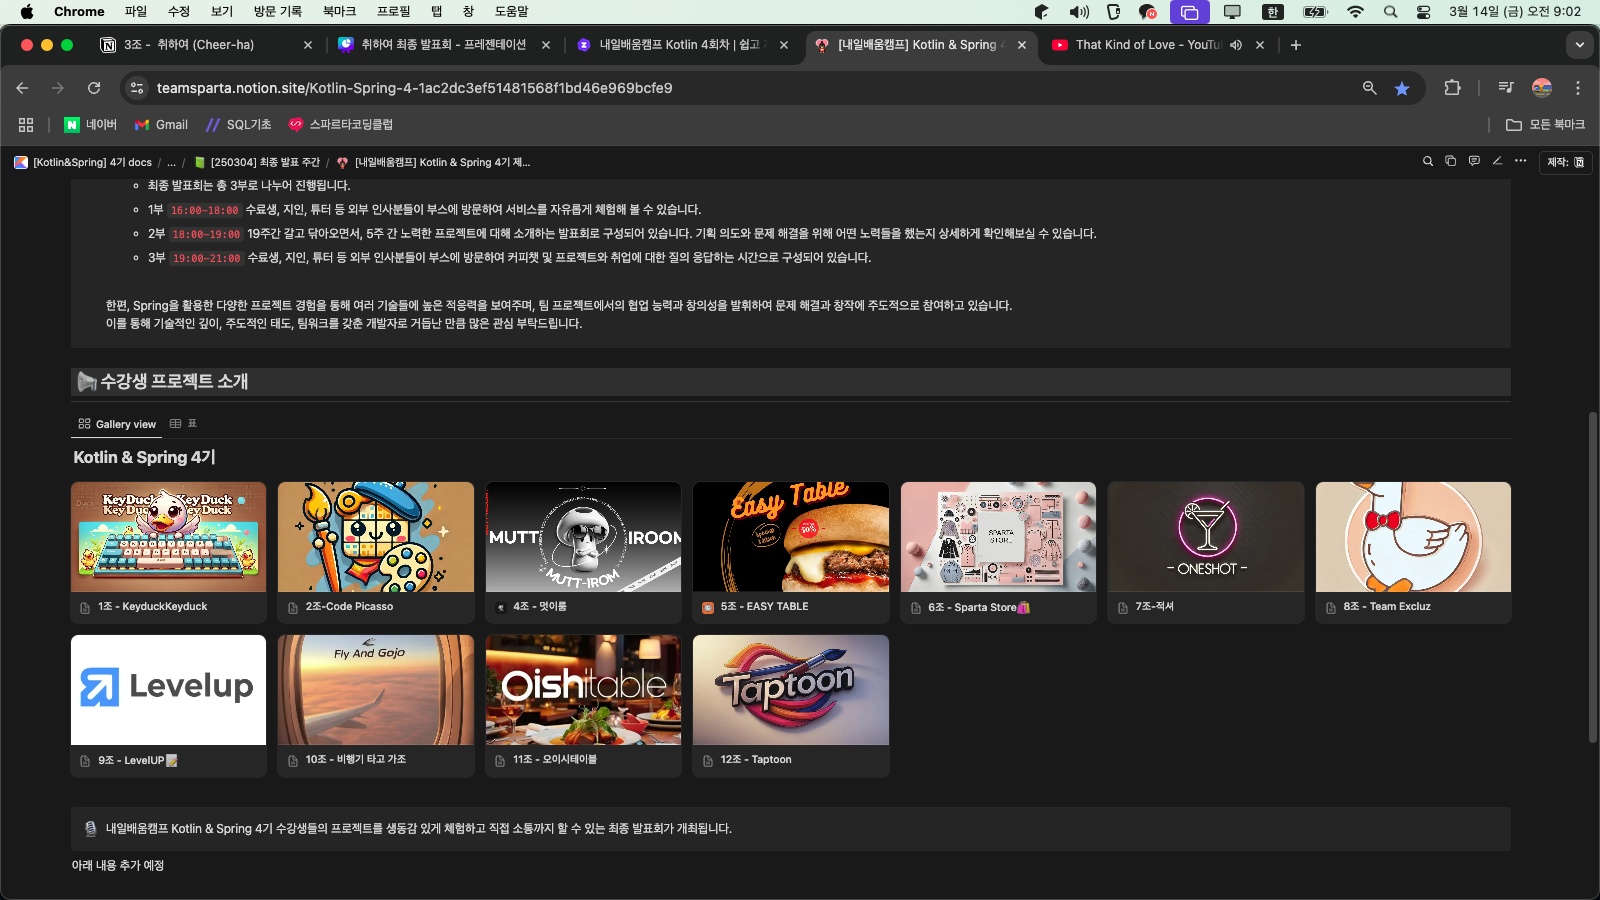 Chrome 파일 수정 보기 방문 기록 북마크 프로필 탭 창 도움말 한 3월 14일 (금) 오전 9:02
3조 - 취하여 (Cheer-ha) 취하여 최종 발표회 - 프레젠테이션 내일배움캠프 Kotlin 4회차 | 쉽고 [내일배움캠프] Kotlin & Spring 4 That Kind of Love - YouTu
teamsparta.notion.site/Kotlin-Spring-4-1ac2dc3ef51481568f1bd46e969bcfe9
네이버 Gmail SQL기초 스파르타코딩클럽 모든 북마크
[Kotlin&Spring] 4기 docs / ... / [250304] 최종 발표 주간 / [내일배움캠프] Kotlin & Spring 4기 제... 제작:
최종 발표회는 총 3부로 나누어 진행됩니다.
1부 16:00-18:00 수료생, 지인, 튜터 등 외부 인사분들이 부스에 방문하여 서비스를 자유롭게 체험해 볼 수 있습니다.
2부 18:00-19:00 19주간 갈고 닦아오면서, 5주 간 노력한 프로젝트에 대해 소개하는 발표회로 구성되어 있습니다. 기획 의도와 문제 해결을 위해 어떤 노력들을 했는지 상세하게 확인해보실 수 있습니다.
3부 19:00-21:00 수료생, 지인, 튜터 등 외부 인사분들이 부스에 방문하여 커피챗 및 프로젝트와 취업에 대한 질의 응답하는 시간으로 구성되어 있습니다.
한편, Spring을 활용한 다양한 프로젝트 경험을 통해 여러 기술들에 높은 적응력을 보여주며, 팀 프로젝트에서의 협업 능력과 창의성을 발휘하여 문제 해결과 창작에 주도적으로 참여하고 있습니다.
이를 통해 기술적인 깊이, 주도적인 태도, 팀워크를 갖춘 개발자로 거듭난 만큼 많은 관심 부탁드립니다.
수강생 프로젝트 소개
Gallery view 표
Kotlin & Spring 4기
KeyDuck KeyDuck
MUTT IROOM
MUTT-IROM
Easy Table
50%
SPARTA STORE
- ONESHOT -
1조 - KeyduckKeyduck
2조-Code Picasso
4조 - 멋이룸
5조 - EASY TABLE
6조 - Sparta Store
7조-적셔
8조 - Team Excluz
Levelup
Fly And Gojo
Oishitable
Taptoon
9조 - LevelUP
10조 - 비행기 타고 가조
11조 - 오이시테이블
12조 - Taptoon
내일배움캠프 Kotlin & Spring 4기 수강생들의 프로젝트를 생동감 있게 체험하고 직접 소통까지 할 수 있는 최종 발표회가 개최됩니다.
아래 내용 추가 예정